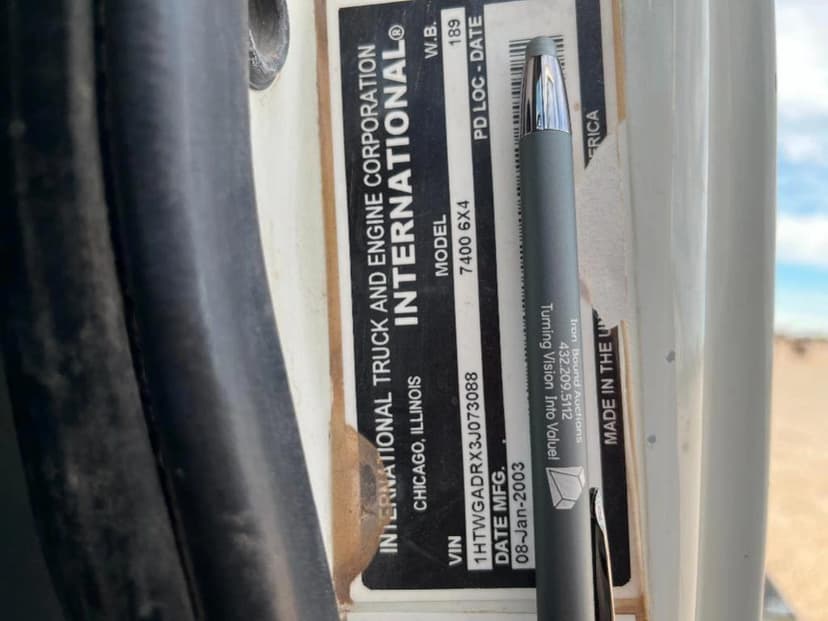 INTERNATIONAL TRUCK AND ENGINE CORPORATION
CHICAGO, ILLINOIS INTERNATIONAL®
VIN MODEL W.B.
1HTWGADRX3J073088 7400 6X4 189
DATE MFG. PD LOC - DATE
08-Jan-2003
MADE IN THE
Iron Bound Auctions
432.209.5112
Turning Vision Into Value!